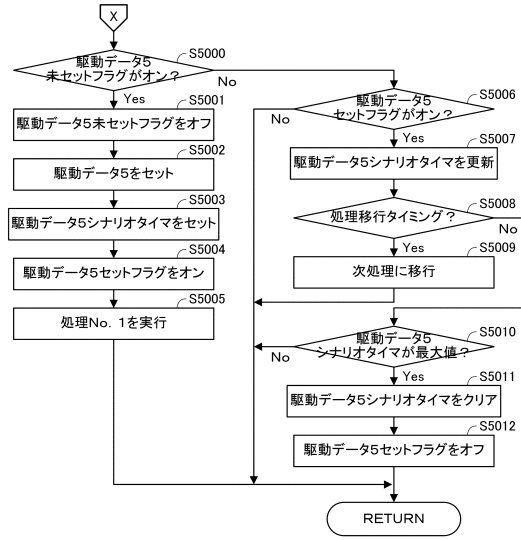 X
S5000
駆動データ5
未セットフラグがオン？
No
Yes
S5001
駆動データ5未セットフラグをオフ
S5002
駆動データ5をセット
S5003
駆動データ5シナリオタイマをセット
S5004
駆動データ5セットフラグをオン
S5005
処理No. 1を実行
S5006
駆動データ5
セットフラグがオン？
No
Yes
S5007
駆動データ5シナリオタイマを更新
S5008
処理移行タイミング？
No
Yes
S5009
次処理に移行
S5010
駆動データ5
シナリオタイマが最大値？
No
Yes
S5011
駆動データ5シナリオタイマをクリア
S5012
駆動データ5セットフラグをオフ
RETURN